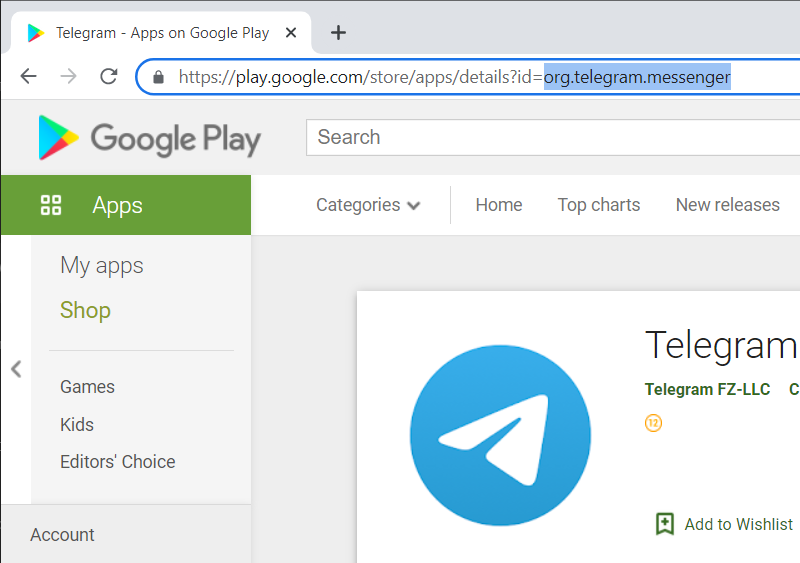 Telegram - Apps on Google Play
https://play.google.com/store/apps/details?id=org.telegram.messenger
Google Play
Search
Apps
Categories
Home
Top charts
New releases
My apps
Shop
Games
Kids
Editors' Choice
Account
Telegram
Telegram FZ-LLC C
12
Add to Wishlist